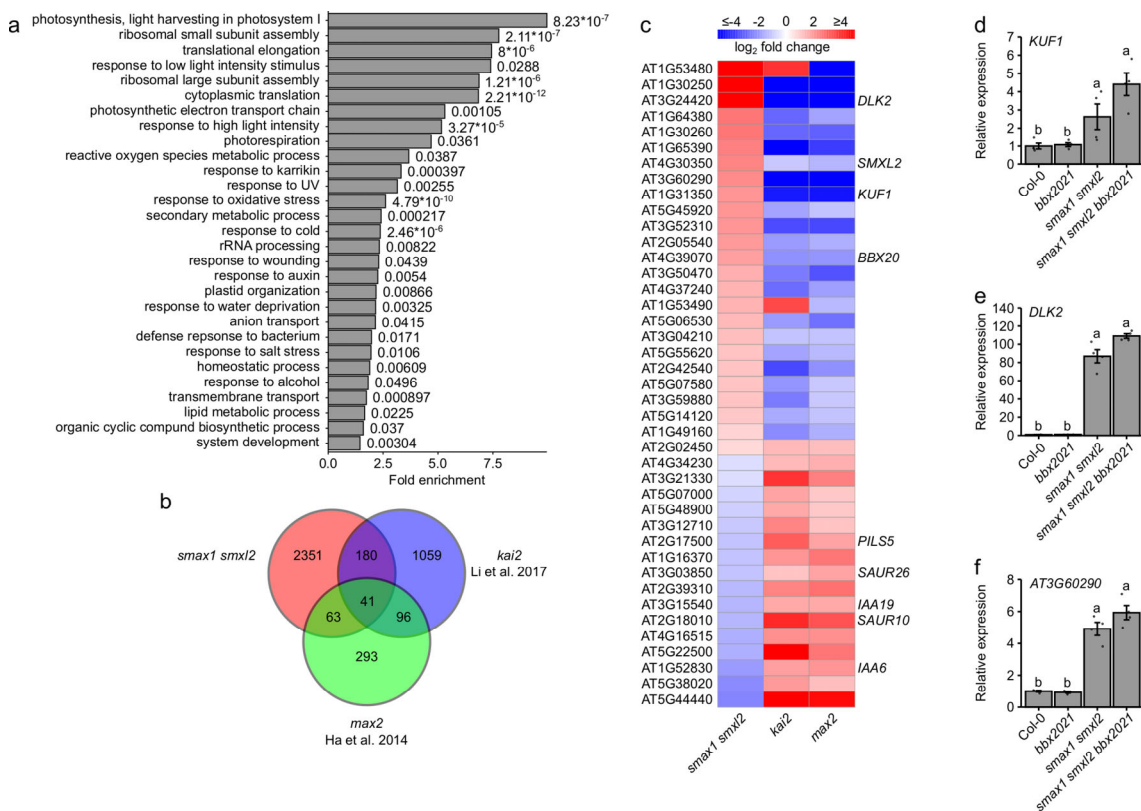 a
photosynthesis, light harvesting in photosystem I 8.23*10-7
ribosomal small subunit assembly 2.11*10-7
translational elongation 8*10-6
response to low light intensity stimulus 0.0288
ribosomal large subunit assembly 1.21*10-6
cytoplasmic translation 2.21*10-12
photosynthetic electron transport chain 0.00105
response to high light intensity 3.27*10-5
photorespiration 0.0361
reactive oxygen species metabolic process 0.0387
response to karrikin 0.000397
response to UV 0.00255
response to oxidative stress 4.79*10-10
secondary metabolic process 0.000217
response to cold 2.46*10-6
rRNA processing 0.00822
response to wounding 0.0439
response to auxin 0.0054
plastid organization 0.00866
response to water deprivation 0.00325
anion transport 0.0415
defense repsonse to bacterium 0.0171
response to salt stress 0.0106
homeostatic process 0.00609
response to alcohol 0.0496
transmembrane transport 0.000897
lipid metabolic process 0.0225
organic cyclic compund biosynthetic process 0.037
system development 0.00304
0.0 2.5 5.0 7.5
Fold enrichment
b
smax1 smxl2
2351 180 1059
kai2
Li et al. 2017
41
63 96
293
max2
Ha et al. 2014
c
≤-4 -2 0 2 ≥4
log2 fold change
AT1G53480
AT1G30250
AT3G24420 DLK2
AT1G64380
AT1G30260
AT1G65390
AT4G30350 SMXL2
AT3G60290
AT1G31350 KUF1
AT5G45920
AT3G52310
AT2G05540
AT4G39070 BBX20
AT3G50470
AT4G37240
AT1G53490
AT5G06530
AT3G04210
AT5G55620
AT2G42540
AT5G07580
AT3G59880
AT5G14120
AT1G49160
AT2G02450
AT4G34230
AT3G21330
AT5G07000
AT5G48900
AT3G12710
AT2G17500 PILS5
AT1G16370
AT3G03850 SAUR26
AT2G39310
AT3G15540 IAA19
AT2G18010 SAUR10
AT4G16515
AT5G22500
AT1G52830 IAA6
AT5G38020
AT5G44440
smax1 smxl2 kai2 max2
d
KUF1
Relative expression
6
5
4
3
2
1
0
b b a a
Col-0
bbx2021
smax1 smxl2
smax1 smxl2 bbx2021
e
DLK2
Relative expression
140
120
100
80
60
40
20
0
b b a a
Col-0
bbx2021
smax1 smxl2
smax1 smxl2 bbx2021
f
AT3G60290
Relative expression
8
6
4
2
0
b b a a
Col-0
bbx2021
smax1 smxl2
smax1 smxl2 bbx2021